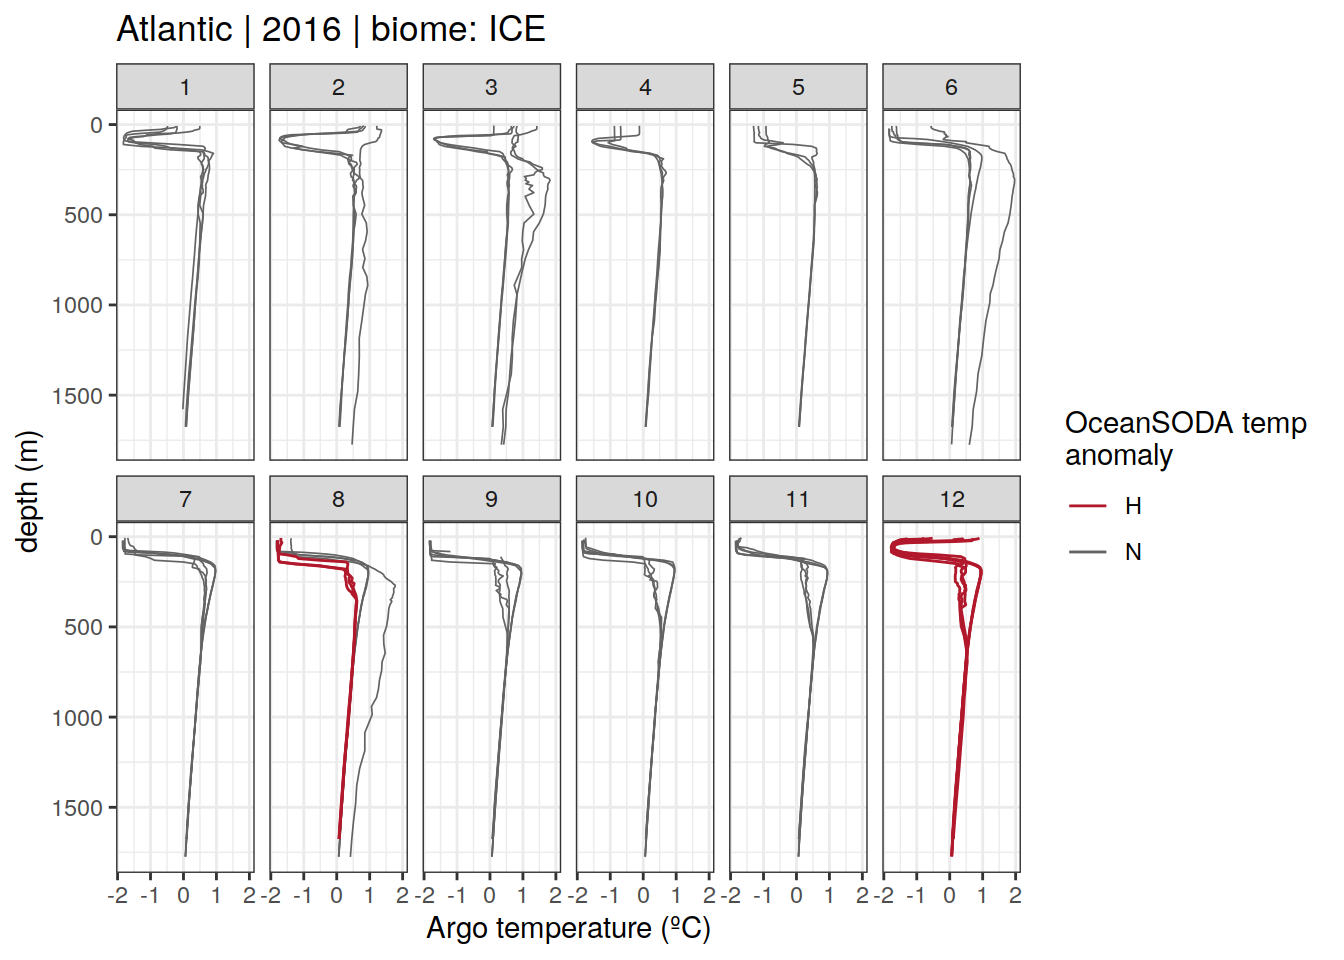 Atlantic | 2016 | biome: ICE
1 2 3 4 5 6
0
500
1000
1500
depth (m)
7 8 9 10 11 12
0
500
1000
1500
-2 -1 0 1 2 -2 -1 0 1 2 -2 -1 0 1 2 -2 -1 0 1 2 -2 -1 0 1 2 -2 -1 0 1 2
Argo temperature (ºC)
OceanSODA temp
anomaly
H
N